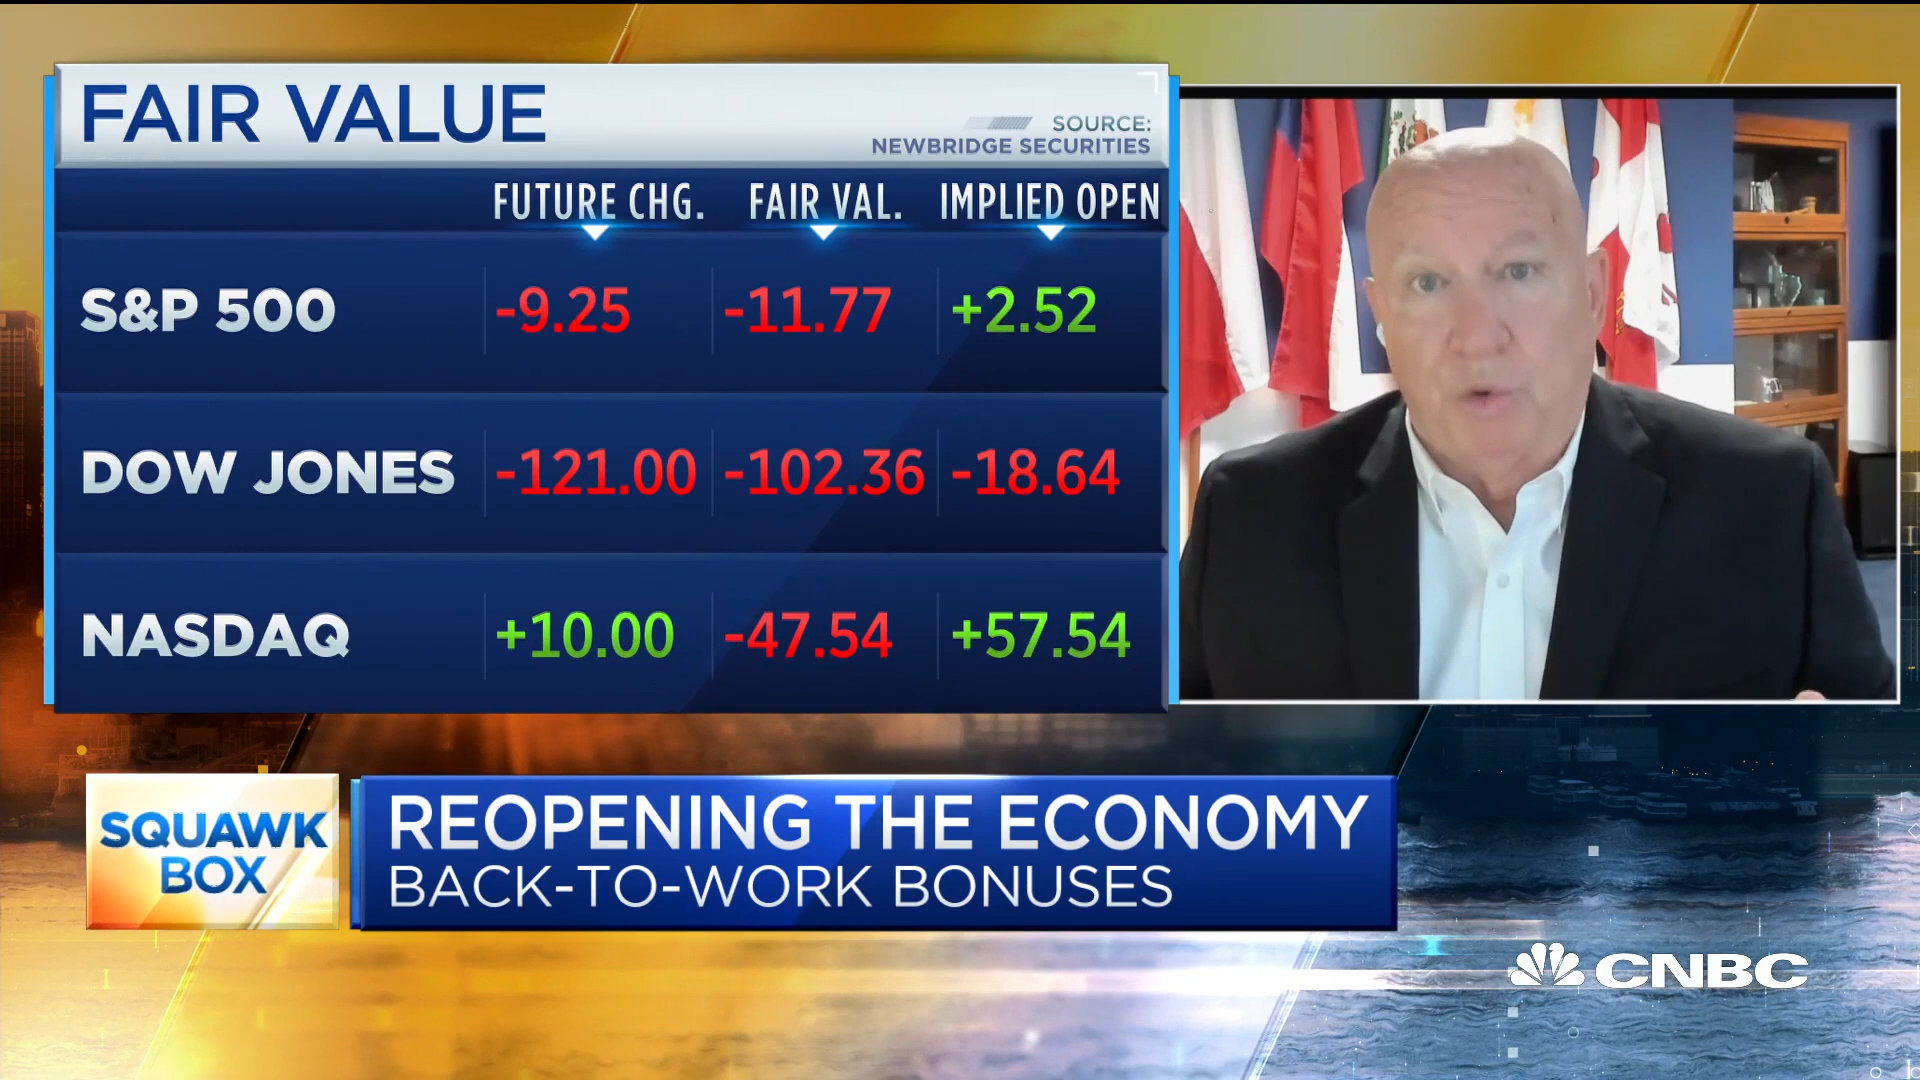 FAIR VALUE
SOURCE:
NEWBRIDGE SECURITIES
FUTURE CHG. FAIR VAL. IMPLIED OPEN
S&P 500 -9.25 -11.77 +2.52
DOW JONES -121.00 -102.36 -18.64
NASDAQ +10.00 -47.54 +57.54
SQUAWK
BOX
REOPENING THE ECONOMY
BACK-TO-WORK BONUSES
CNBC